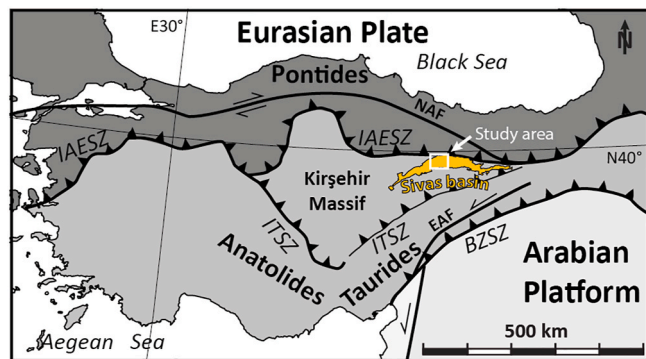 E30°
Eurasian Plate
Black Sea
N
Pontides
NAF
Study area
IAESZ
IAESZ
N40°
Kırşehir
Massif
Sivas basin
ITSZ
ITSZ
EAF
BZSZ
Anatolides
Taurides
Arabian
Platform
500 km
Aegean Sea